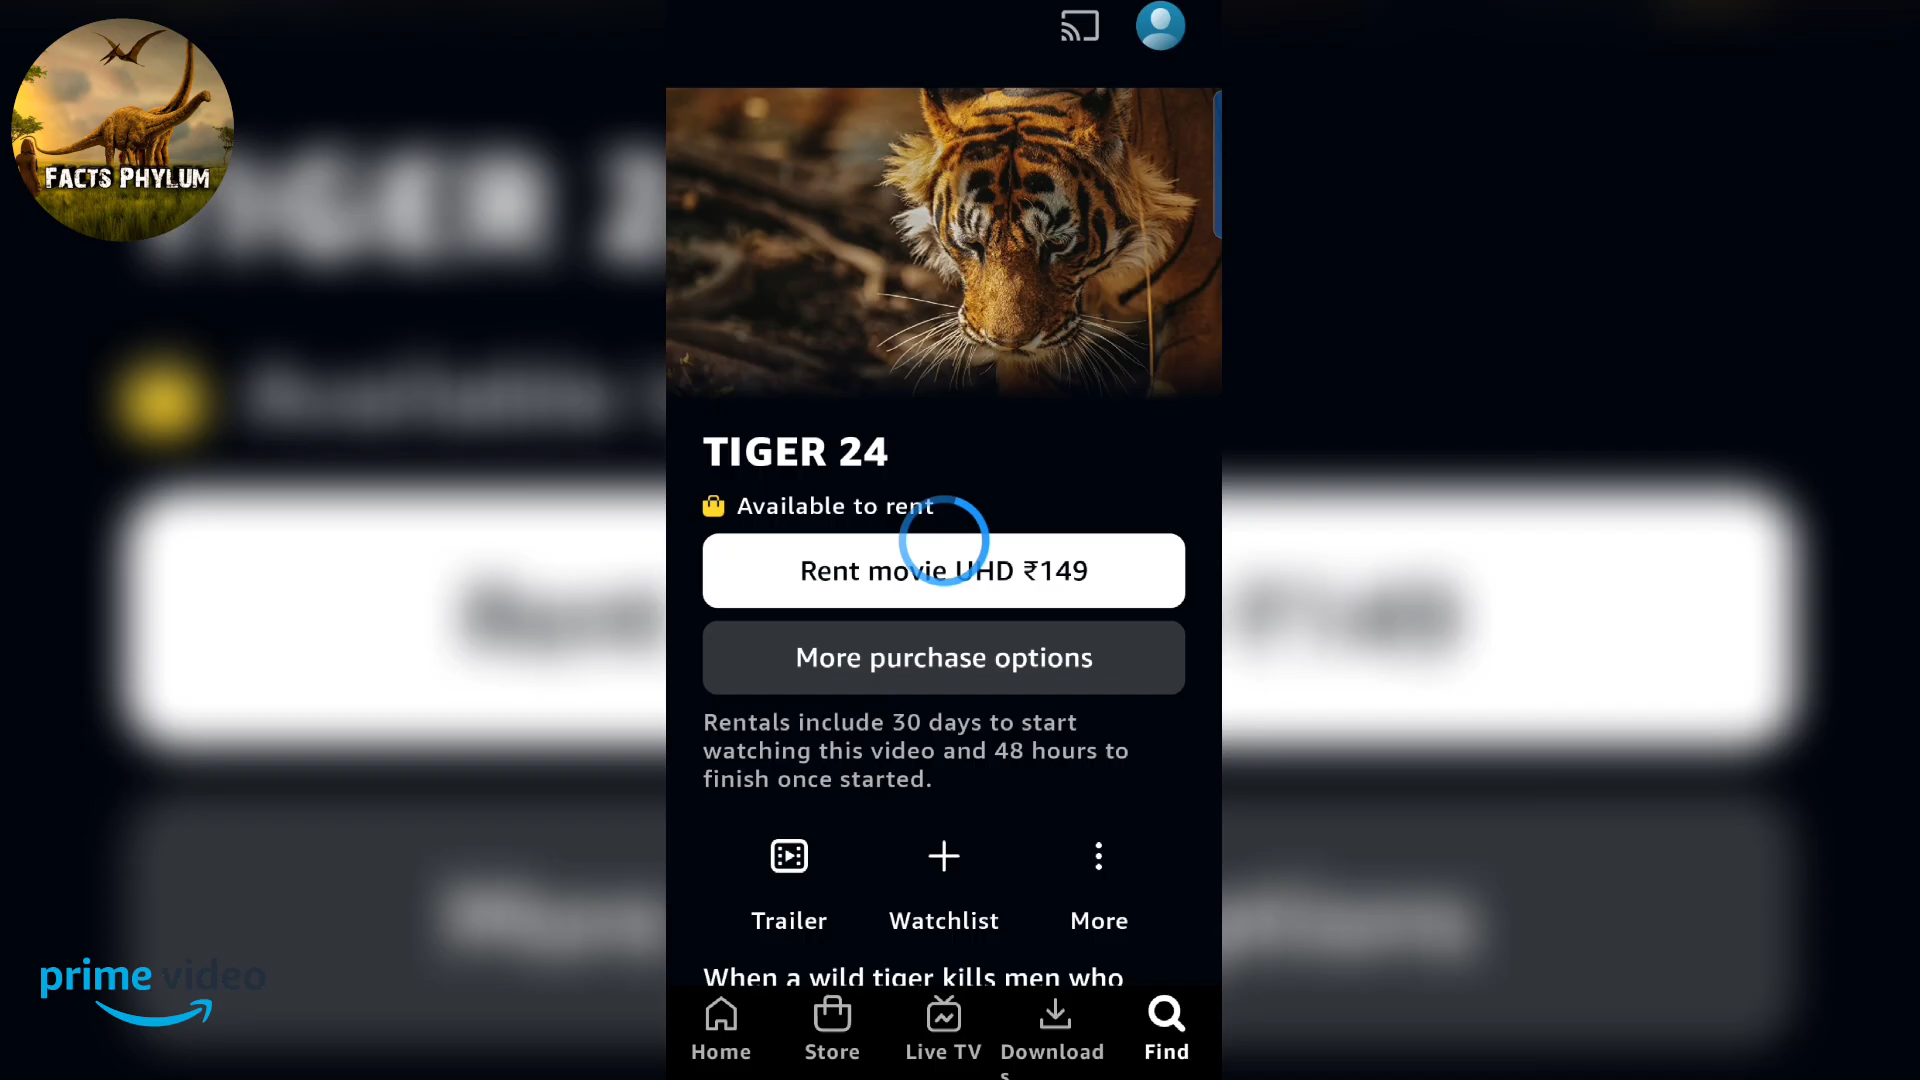 FACTS PHYLUM
TIGER 24
Available to rent
Rent movie UHD ₹149
More purchase options
Rentals include 30 days to start
watching this video and 48 hours to
finish once started.
Trailer
Watchlist
More
When a wild tiger kills men who
prime video
Home
Store
Live TV
Download
s
Find